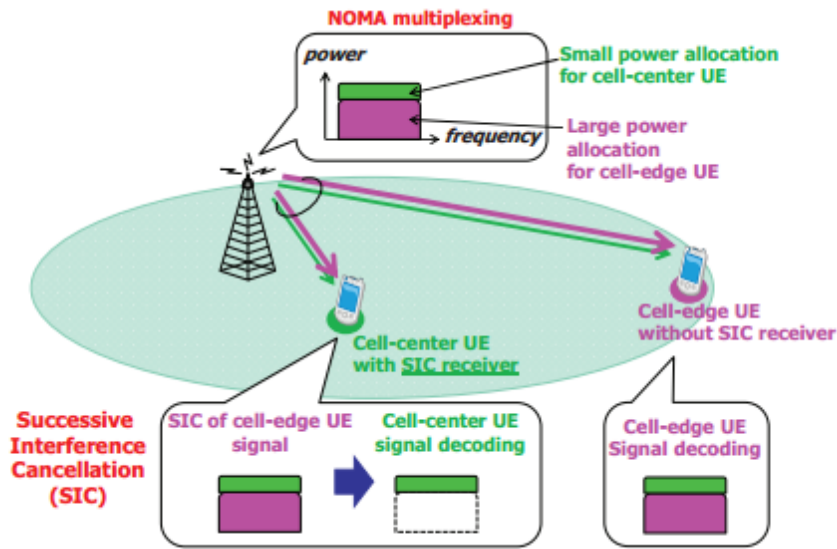 NOMA multiplexing
power
frequency
Small power allocation
for cell-center UE
Large power
allocation
for cell-edge UE
Cell-center UE
with SIC receiver
Cell-edge UE
without SIC receiver
Successive
Interference
Cancellation
(SIC)
SIC of cell-edge UE
signal
Cell-center UE
signal decoding
Cell-edge UE
Signal decoding